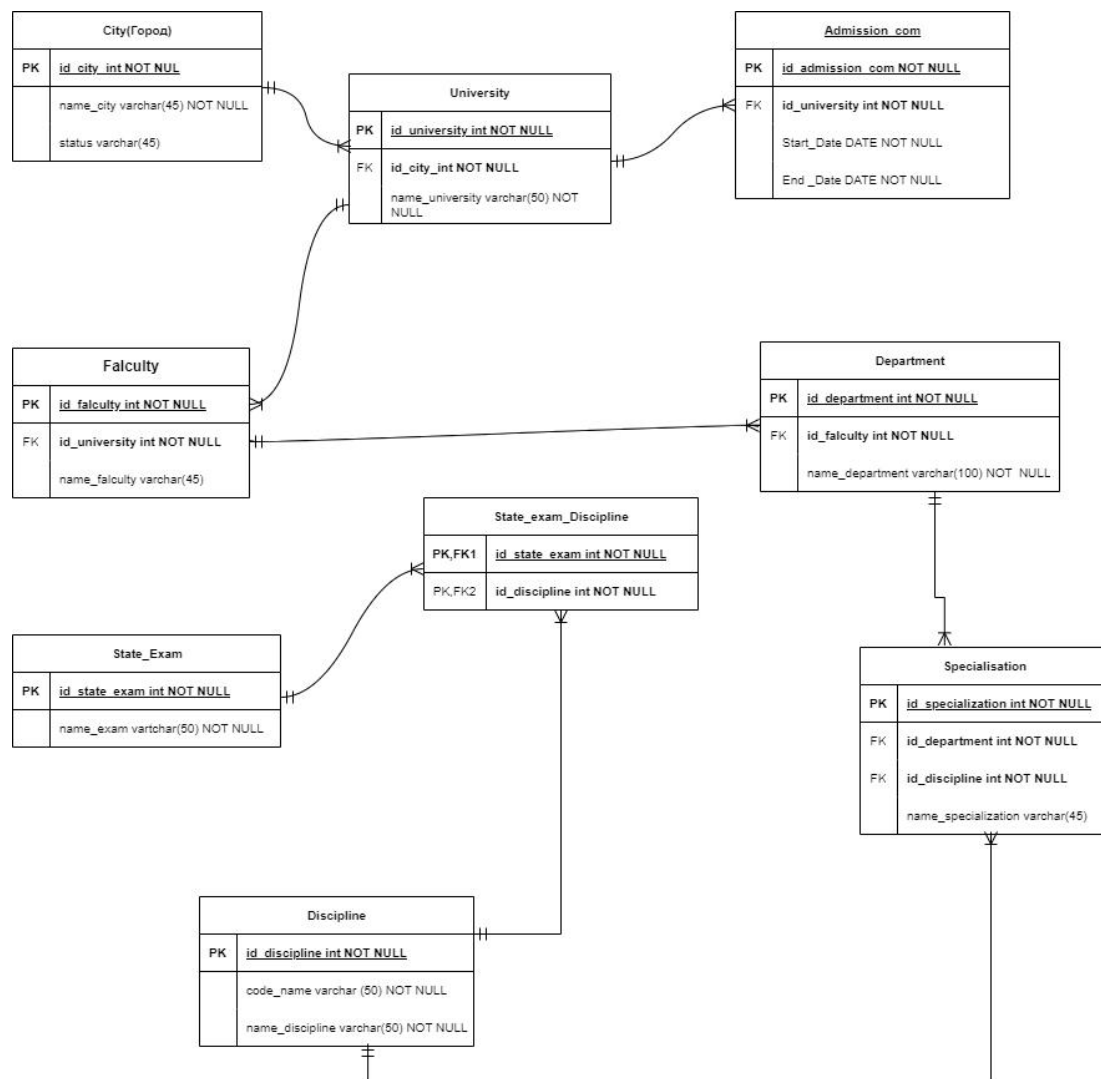 City(Город)
PK id_city_int NOT NUL
name_city varchar(45) NOT NULL
status varchar(45)
University
PK id_university int NOT NULL
FK id_city_int NOT NULL
name_university varchar(50) NOT
NULL
Admission_com
PK id_admission_com NOT NULL
FK id_university int NOT NULL
Start_Date DATE NOT NULL
End _Date DATE NOT NULL
Falculty
PK id_falculty int NOT NULL
FK id_university int NOT NULL
name_falculty varchar(45)
Department
PK id_department int NOT NULL
FK id_falculty int NOT NULL
name_department varchar(100) NOT NULL
State_exam_Discipline
PK,FK1 id_state_exam int NOT NULL
PK,FK2 id_discipline int NOT NULL
State_Exam
PK id_state_exam int NOT NULL
name_exam vartchar(50) NOT NULL
Specialisation
PK id_specialization int NOT NULL
FK id_department int NOT NULL
FK id_discipline int NOT NULL
name_specialization varchar(45)
Discipline
PK id_discipline int NOT NULL
code_name varchar (50) NOT NULL
name_discipline varchar(50) NOT NULL